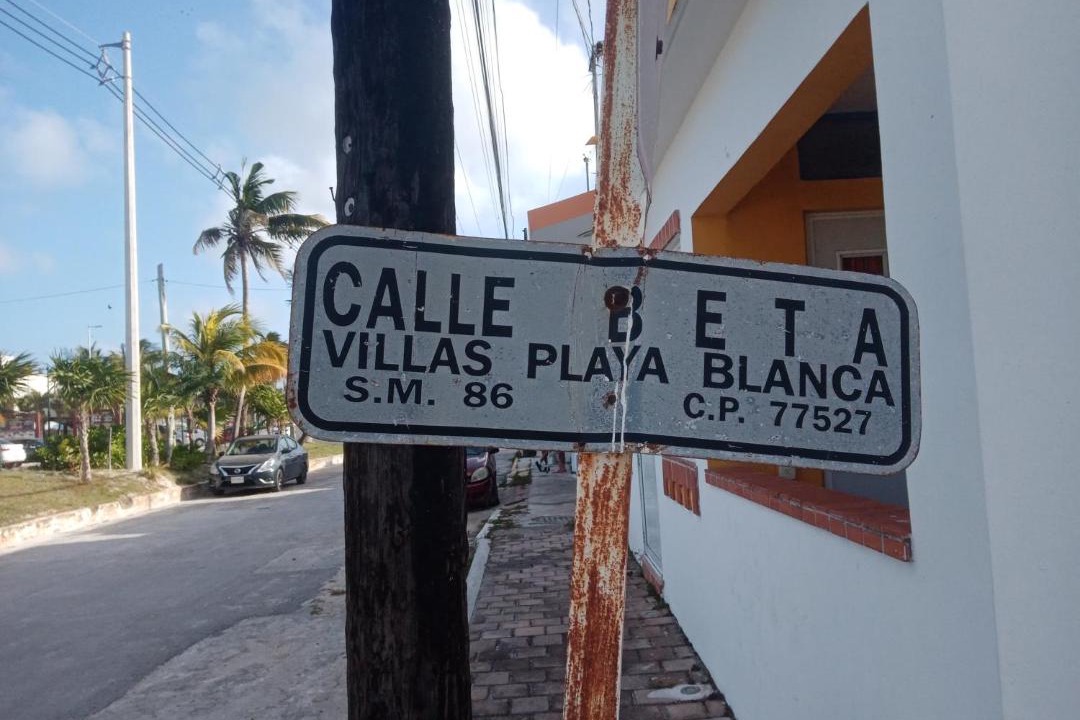 CALLE BETA
VILLAS PLAYA BLANCA
S.M. 86 C.P. 77527